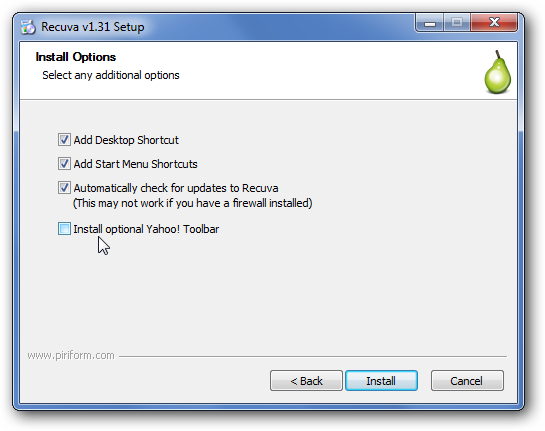 Recuva v1.31 Setup
Install Options
Select any additional options
Add Desktop Shortcut
Add Start Menu Shortcuts
Automatically check for updates to Recuva
(This may not work if you have a firewall installed)
Install optional Yahoo! Toolbar
www.piriform.com
< Back
Install
Cancel